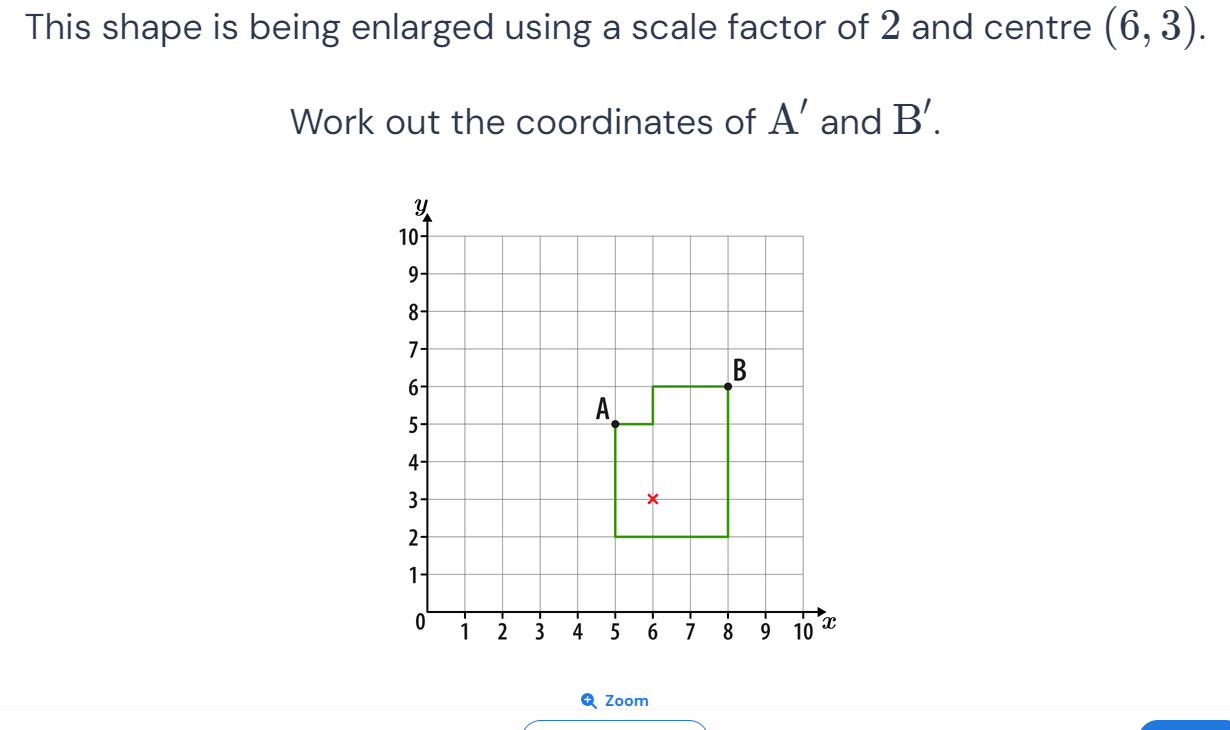 This shape is being enlarged using a scale factor of 2 and centre (6, 3).
Work out the coordinates of A′ and B′.
y
10
9
8
7
B
6
A
5
4
3
2
1
0 1 2 3 4 5 6 7 8 9 10 x
Zoom